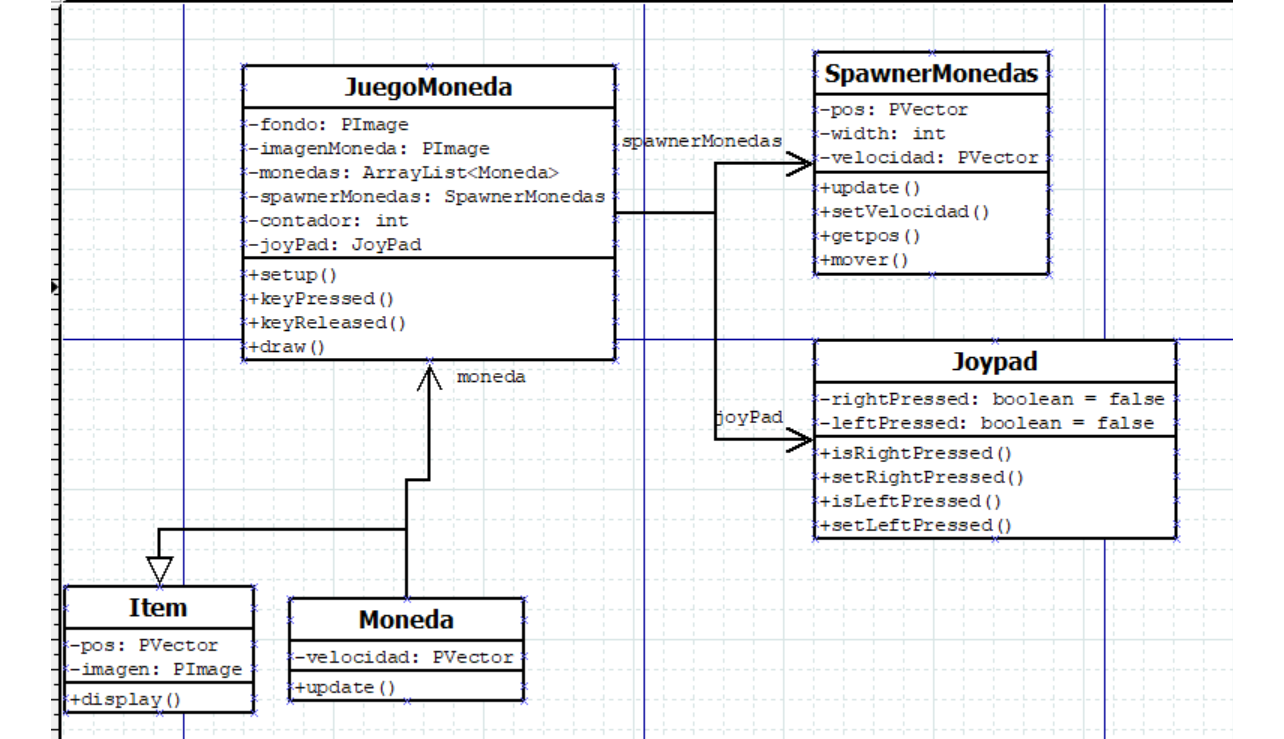 JuegoMoneda
-fondo: PImage
-imagenMoneda: PImage
-monedas: ArrayList<Moneda>
-spawnerMonedas: SpawnerMonedas
-contador: int
-joyPad: JoyPad
+setup()
+keyPressed()
+keyReleased()
+draw()
spawnerMonedas
SpawnerMonedas
-pos: PVector
-width: int
-velocidad: PVector
+update()
+setVelocidad()
+getpos()
+mover()
joyPad
Joypad
-rightPressed: boolean = false
-leftPressed: boolean = false
+isRightPressed()
+setRightPressed()
+isLeftPressed()
+setLeftPressed()
moneda
Item
-pos: PVector
-imagen: PImage
+display()
Moneda
-velocidad: PVector
+update()